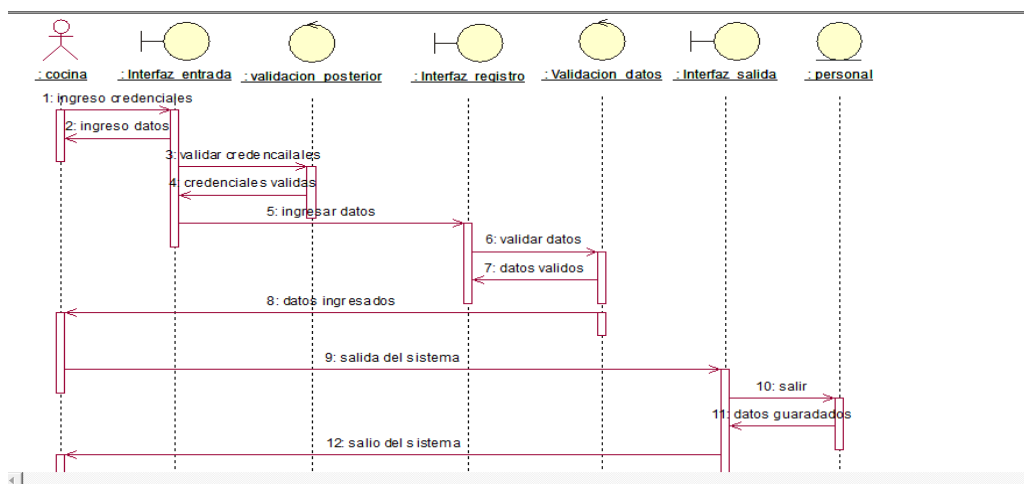 : cocina
: Interfaz_entrada
: validacion_posterior
: Interfaz_registro
: Validacion_datos
: Interfaz_salida
: personal
1: ingreso credenciales
2: ingreso datos
3: validar credencailales
4: credenciales validas
5: ingresar datos
6: validar datos
7: datos validos
8: datos ingresados
9: salida del sistema
10: salir
11: datos guaradados
12: salio del sistema